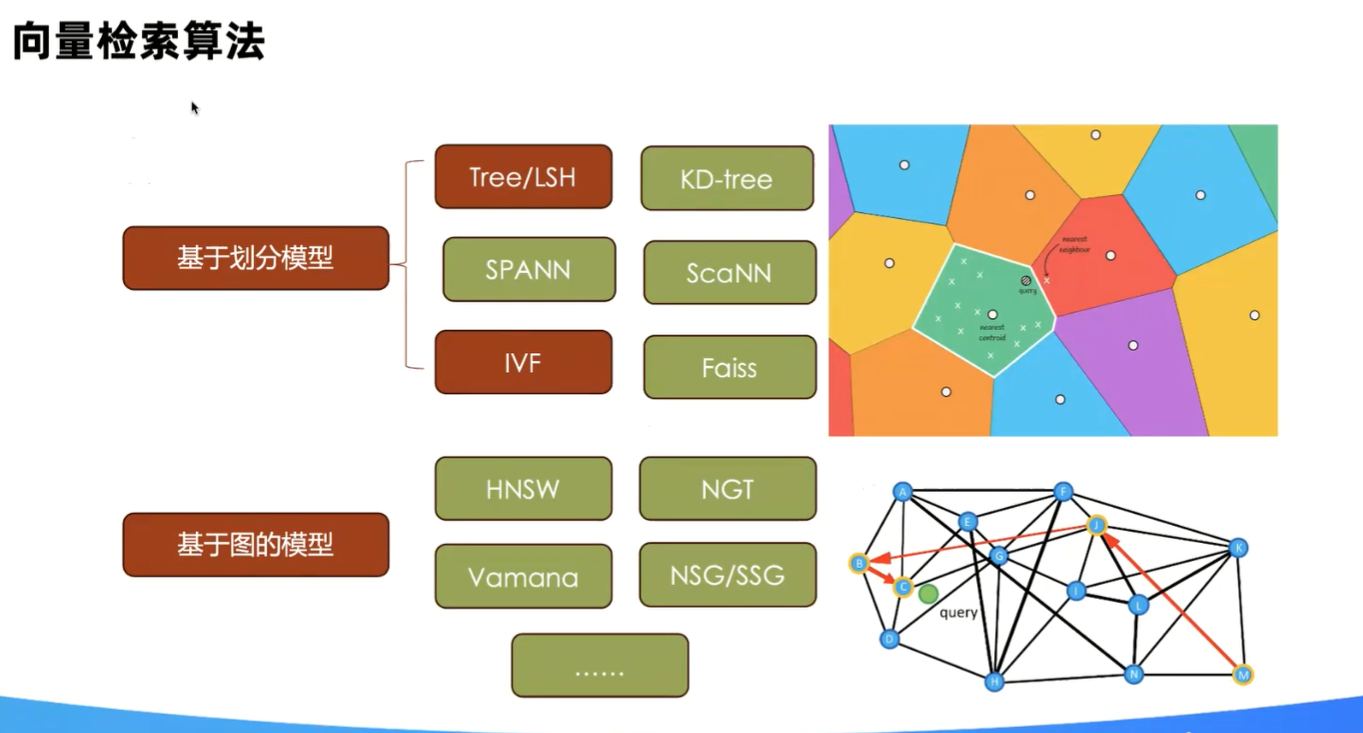 向量检索算法
基于划分模型
Tree/LSH
KD-tree
SPANN
ScaNN
IVF
Faiss
nearest
neighbour
query
nearest
centroid
基于图的模型
HNSW
NGT
Vamana
NSG/SSG
......
A
F
E
J
G
K
B
C
I
L
query
D
H
N
M